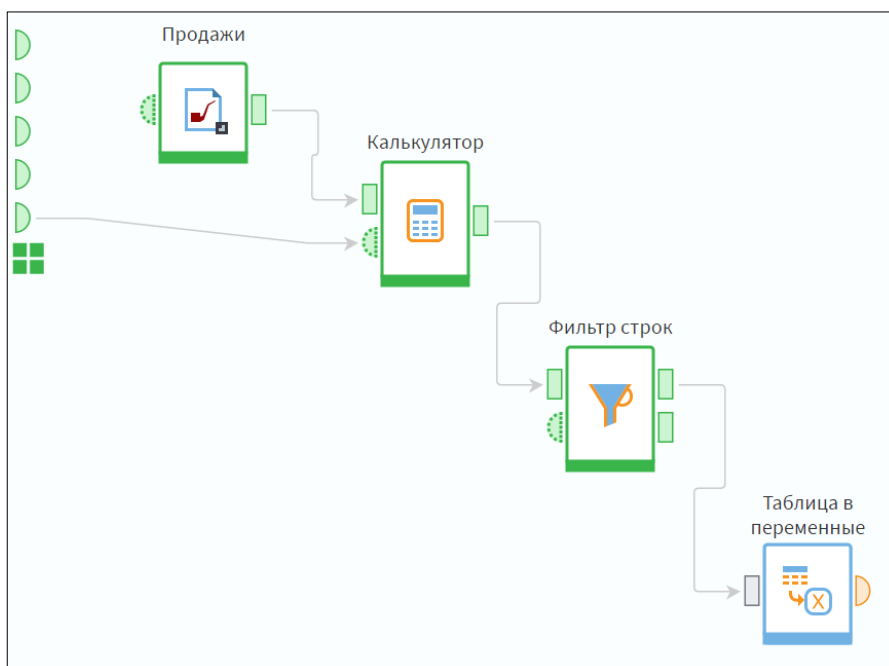 Продажи
Калькулятор
Фильтр строк
Таблица в
переменные
X